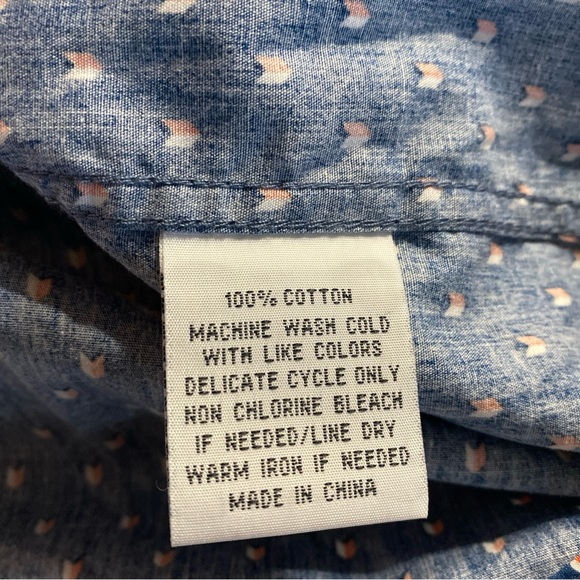 100% COTTON
MACHINE WASH COLD
WITH LIKE COLORS
DELICATE CYCLE ONLY
NON CHLORINE BLEACH
IF NEEDED/LINE DRY
WARM IRON IF NEEDED
MADE IN CHINA